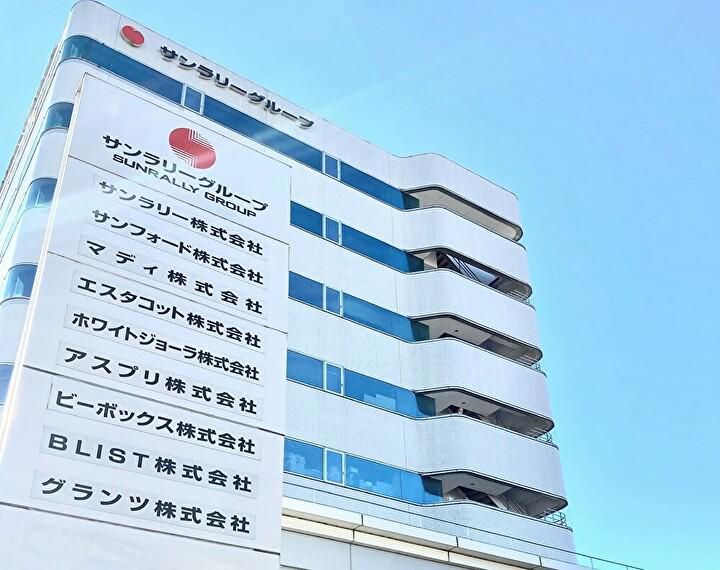 サンラリーグループ
サンラリーグループ
SUNRALLY GROUP
サンラリー株式会社
サンフォード株式会社
マディ株式会社
エスタコット株式会社
ホワイトジョーラ株式会社
アスプリ株式会社
ビーボックス株式会社
BLIST株式会社
グランツ株式会社